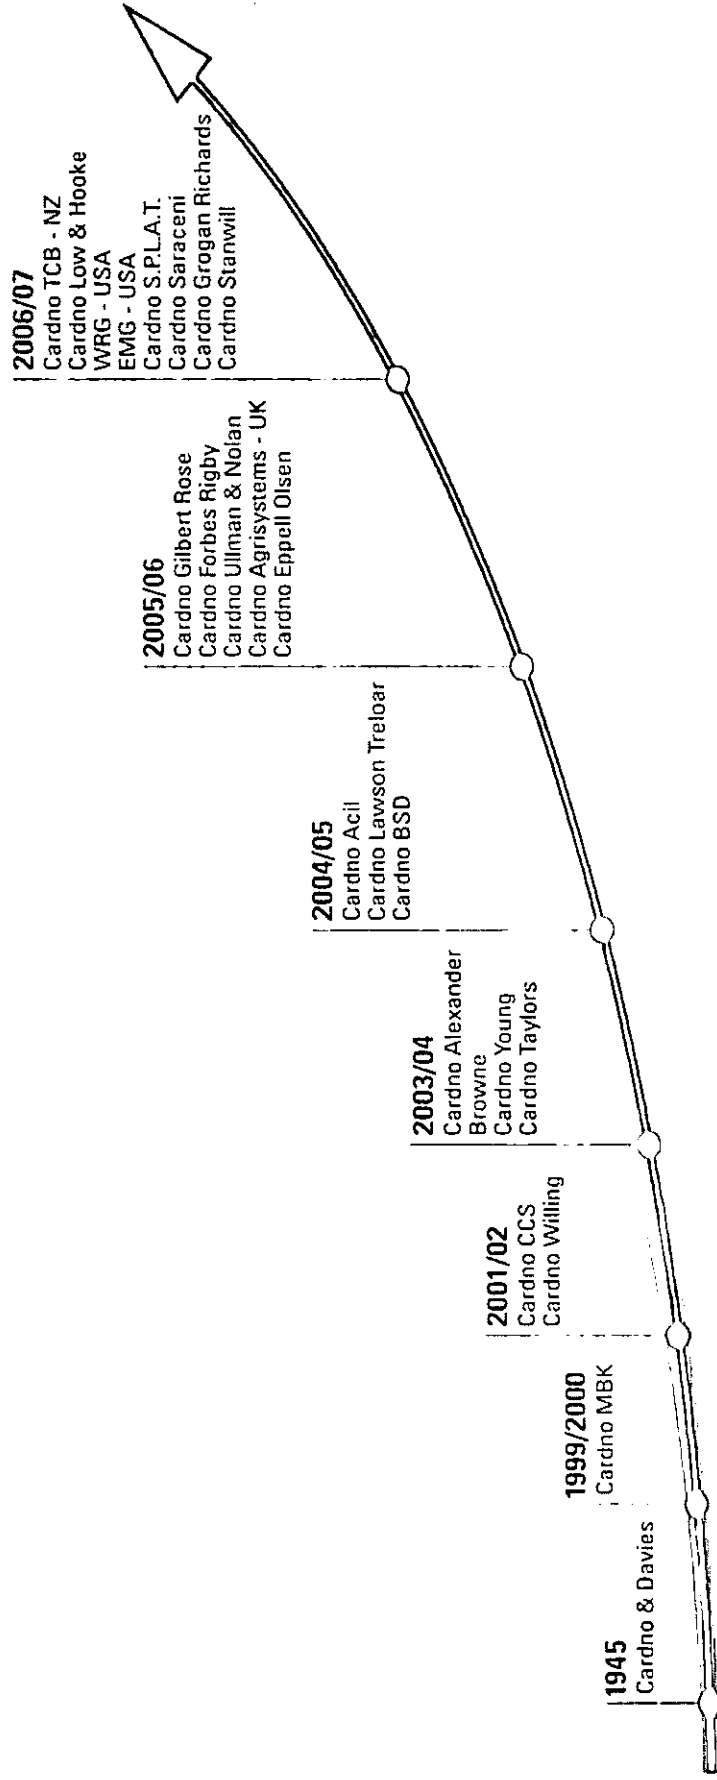 1945
Cardno & Davies
1999/2000
Cardno MBK
2001/02
Cardno CCS
Cardno Willing
2003/04
Cardno Alexander
Browne
Cardno Young
Cardno Taylors
2004/05
Cardno Acil
Cardno Lawson Treloar
Cardno BSD
2005/06
Cardno Gilbert Rose
Cardno Forbes Rigby
Cardno Ullman & Nolan
Cardno Agrisystems - UK
Cardno Eppell Olsen
2006/07
Cardno TCB - NZ
Cardno Low & Hooke
WRG - USA
EMG - USA
Cardno S.P.L.A.T.
Cardno Saraceni
Cardno Grogan Richards
Cardno Stanwill